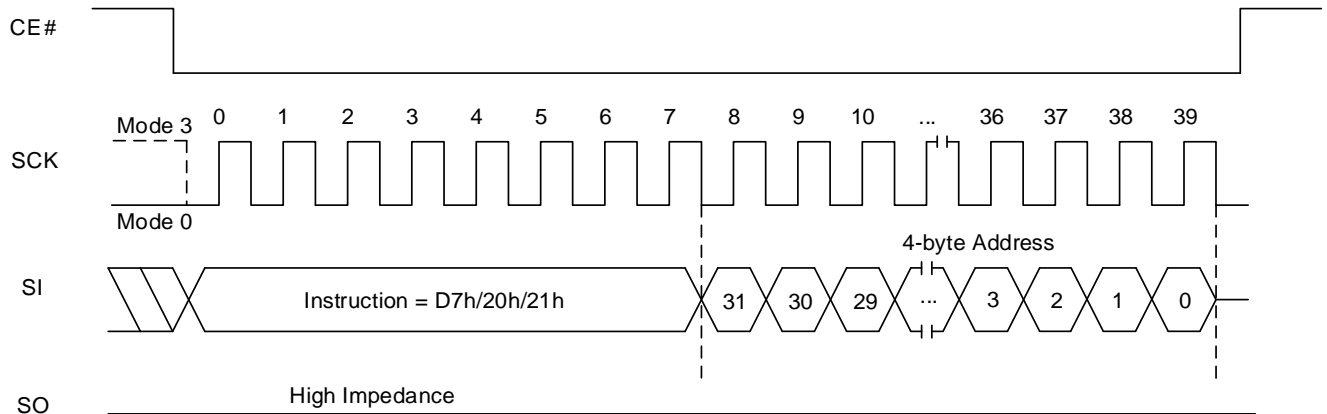 CE#
0 1 2 3 4 5 6 7 8 9 10 ... 36 37 38 39
Mode 3
SCK
Mode 0
4-byte Address
SI
Instruction = D7h/20h/21h 31 30 29 ... 3 2 1 0
High Impedance
SO